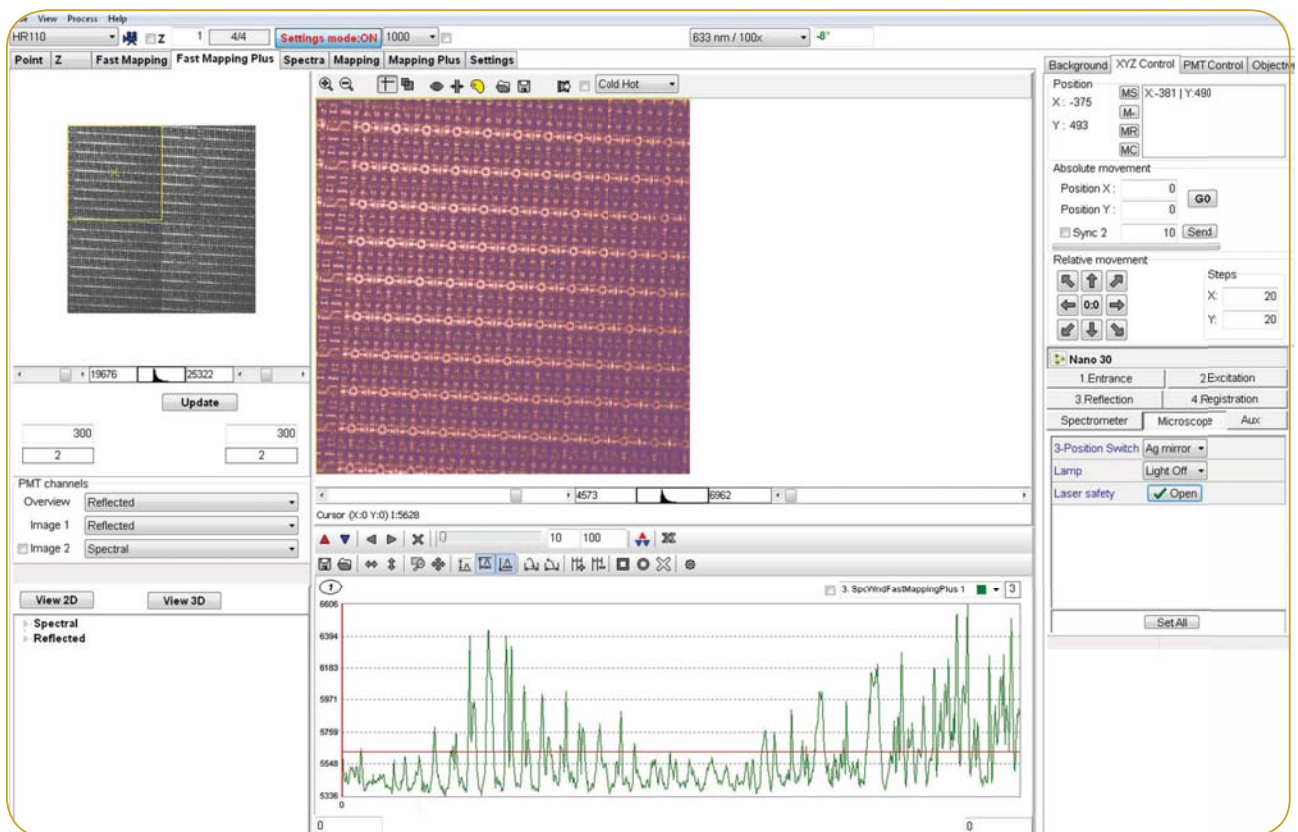 View Process Help
HR110 Z 1 4/4 Settings mode:ON 1000 633 nm / 100x -8°
Point Z Fast Mapping Fast Mapping Plus Spectra Mapping Mapping Plus Settings
Background XYZ Control PMT Control Objective
Cold Hot
Position
X: -375
Y: 493
MS
M-
MR
MC
X:-381 | Y:490
Absolute movement
Position X: 0
Position Y: 0
GO
Sync 2 10 Send
Relative movement
0:0
Steps
X: 20
Y: 20
Nano 30
1.Entrance 2.Excitation
3.Reflection 4.Registration
Spectrometer Microscope Aux
3-Position Switch Ag mirror
Lamp Light Off
Laser safety Open
Set All
19676 25322
Update
300 300
2 2
PMT channels
Overview Reflected
Image 1 Reflected
Image 2 Spectral
View 2D View 3D
Spectral
Reflected
4573 6962
Cursor (X:0 Y:0) I:5628
0 10 100
1
3. SpcWndFastMappingPlus 1 3
6606
6394
6183
5971
5759
5548
5336
0
0 0